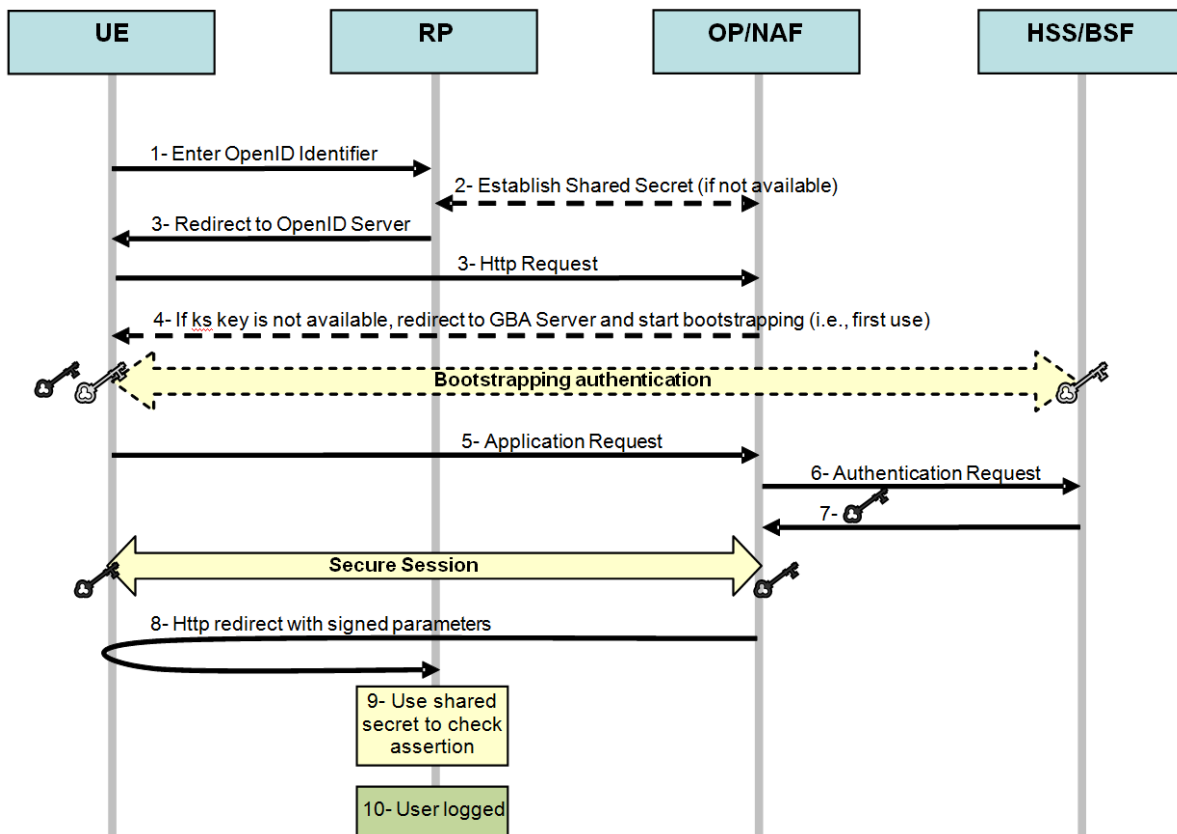 UE
RP
OP/NAF
HSS/BSF
1- Enter OpenID Identifier
2- Establish Shared Secret (if not available)
3- Redirect to OpenID Server
3- Http Request
4- If ks key is not available, redirect to GBA Server and start bootstrapping (i.e., first use)
Bootstrapping authentication
5- Application Request
6- Authentication Request
7-
Secure Session
8- Http redirect with signed parameters
9- Use shared
secret to check
assertion
10- User logged